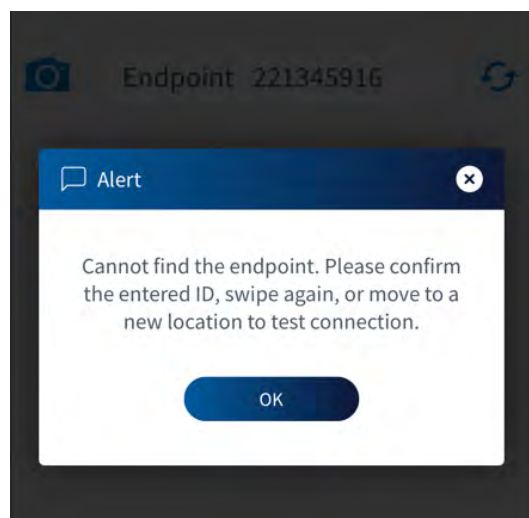 Endpoint 221345916
Alert
Cannot find the endpoint. Please confirm
the entered ID, swipe again, or move to a
new location to test connection.
OK